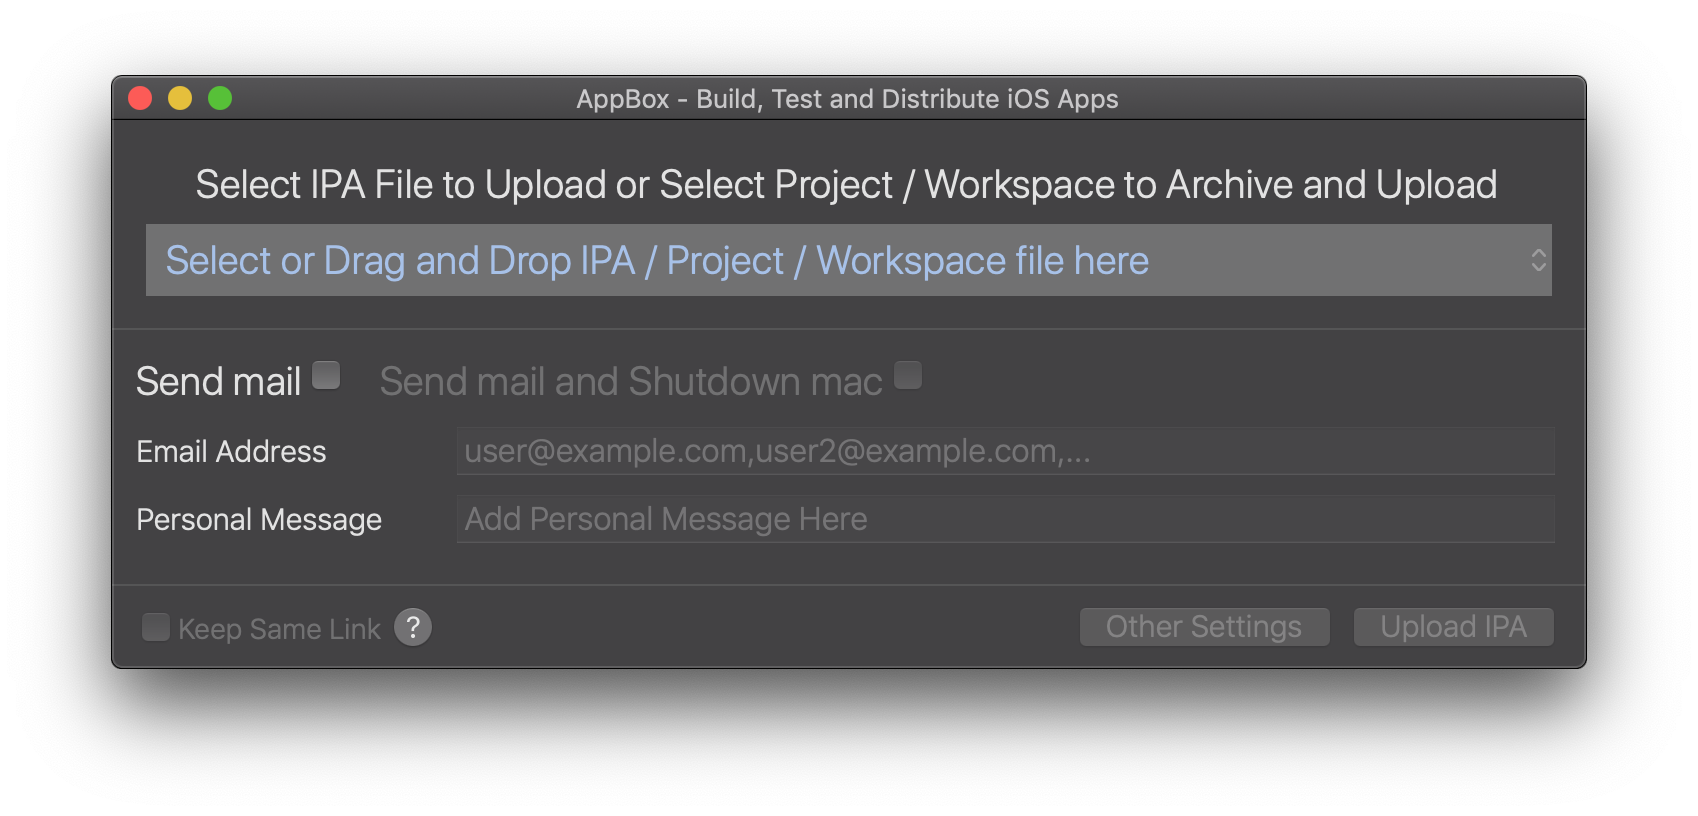 AppBox - Build, Test and Distribute iOS Apps
Select IPA File to Upload or Select Project / Workspace to Archive and Upload
Select or Drag and Drop IPA / Project / Workspace file here
Send mail Send mail and Shutdown mac
Email Address user@example.com,user2@example.com,...
Personal Message Add Personal Message Here
Keep Same Link ? Other Settings Upload IPA